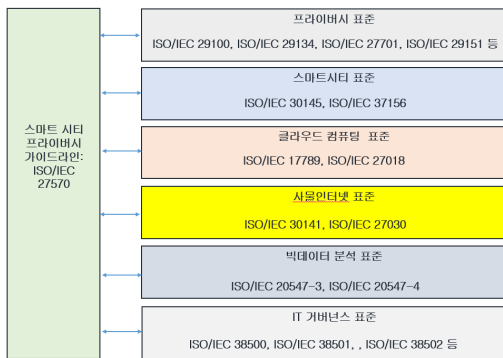 스마트 시티
프라이버시
가이드라인:
ISO/IEC
27570
프라이버시 표준
ISO/IEC 29100, ISO/IEC 29134, ISO/IEC 27701, ISO/IEC 29151 등
스마트시티 표준
ISO/IEC 30145, ISO/IEC 37156
클라우드 컴퓨팅 표준
ISO/IEC 17789, ISO/IEC 27018
사물인터넷 표준
ISO/IEC 30141, ISO/IEC 27030
빅데이터 분석 표준
ISO/IEC 20547-3, ISO/IEC 20547-4
IT 거버넌스 표준
ISO/IEC 38500, ISO/IEC 38501, , ISO/IEC 38502 등